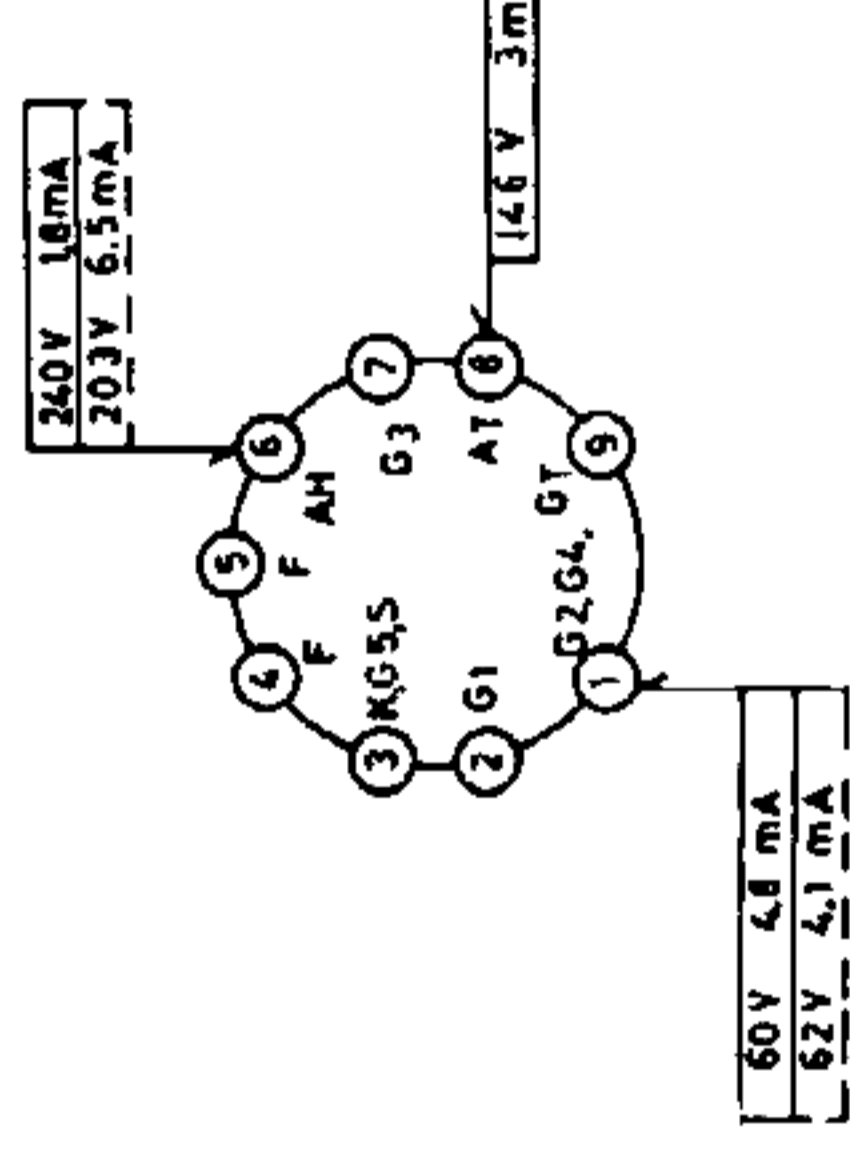 240V 1,8mA
203V 6.5mA
146 V 3m
6
7
8
9
1
2
3
4
5
AH
G3
AT
GT
G2,G4,
G1
K,G5,S
F
F
60V 4,8 mA
62V 4,1 mA